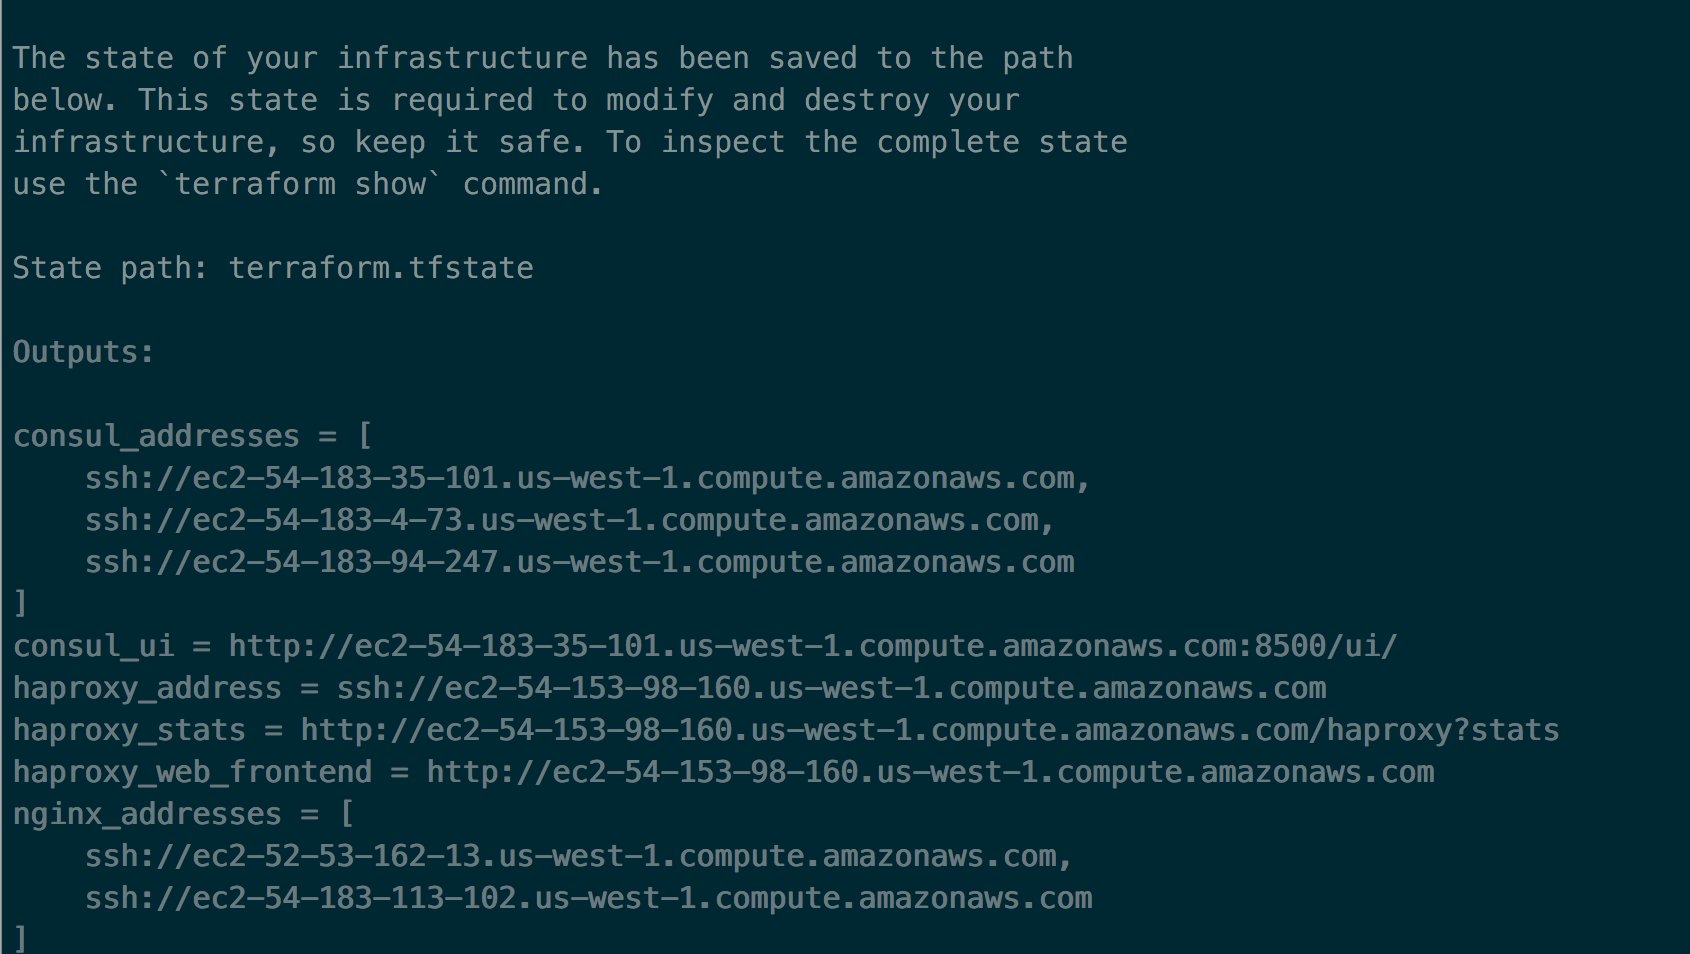 The state of your infrastructure has been saved to the path
below. This state is required to modify and destroy your
infrastructure, so keep it safe. To inspect the complete state
use the `terraform show` command.
State path: terraform.tfstate
Outputs:
consul_addresses = [
    ssh://ec2-54-183-35-101.us-west-1.compute.amazonaws.com,
    ssh://ec2-54-183-4-73.us-west-1.compute.amazonaws.com,
    ssh://ec2-54-183-94-247.us-west-1.compute.amazonaws.com
]
consul_ui = http://ec2-54-183-35-101.us-west-1.compute.amazonaws.com:8500/ui/
haproxy_address = ssh://ec2-54-153-98-160.us-west-1.compute.amazonaws.com
haproxy_stats = http://ec2-54-153-98-160.us-west-1.compute.amazonaws.com/haproxy?stats
haproxy_web_frontend = http://ec2-54-153-98-160.us-west-1.compute.amazonaws.com
nginx_addresses = [
    ssh://ec2-52-53-162-13.us-west-1.compute.amazonaws.com,
    ssh://ec2-54-183-113-102.us-west-1.compute.amazonaws.com
]